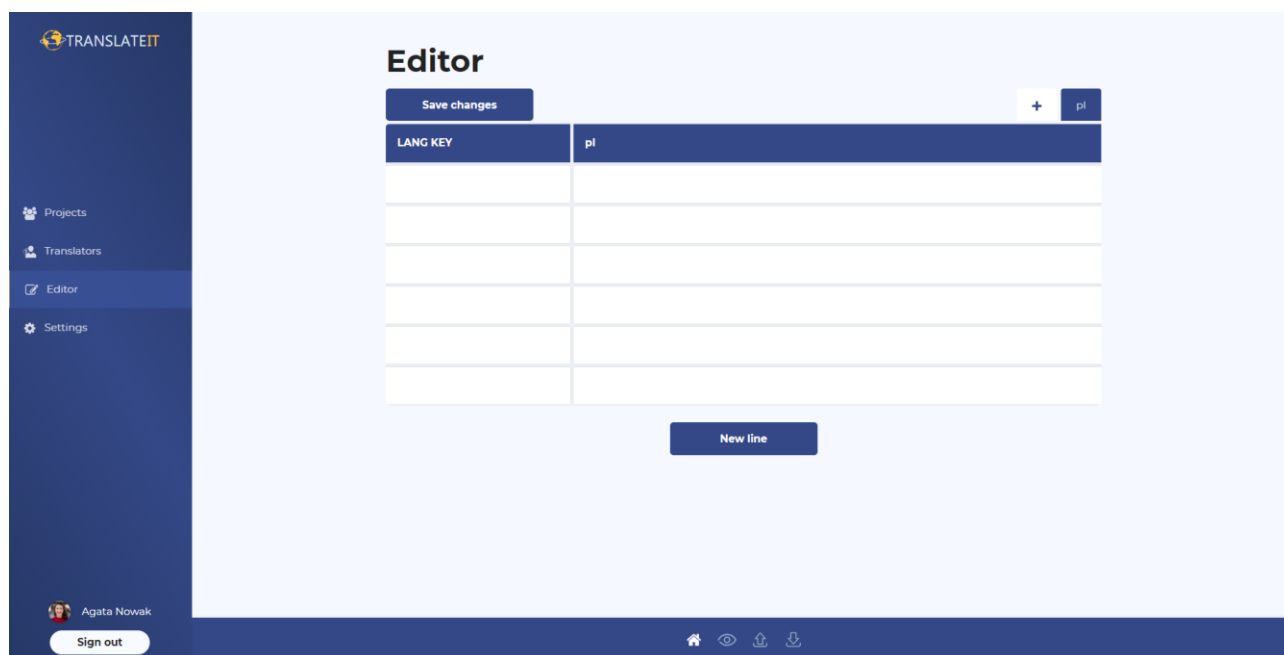 TRANSLATEIT
Projects
Translators
Editor
Settings
Agata Nowak
Sign out
Editor
Save changes
+ pl
LANG KEY pl
New line